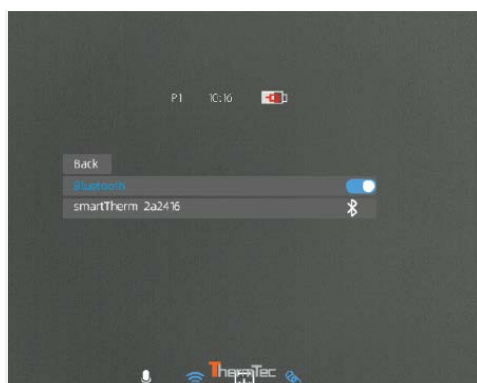 P1 10:16
Back
Bluetooth
smartTherm 2a2416
ThermTec